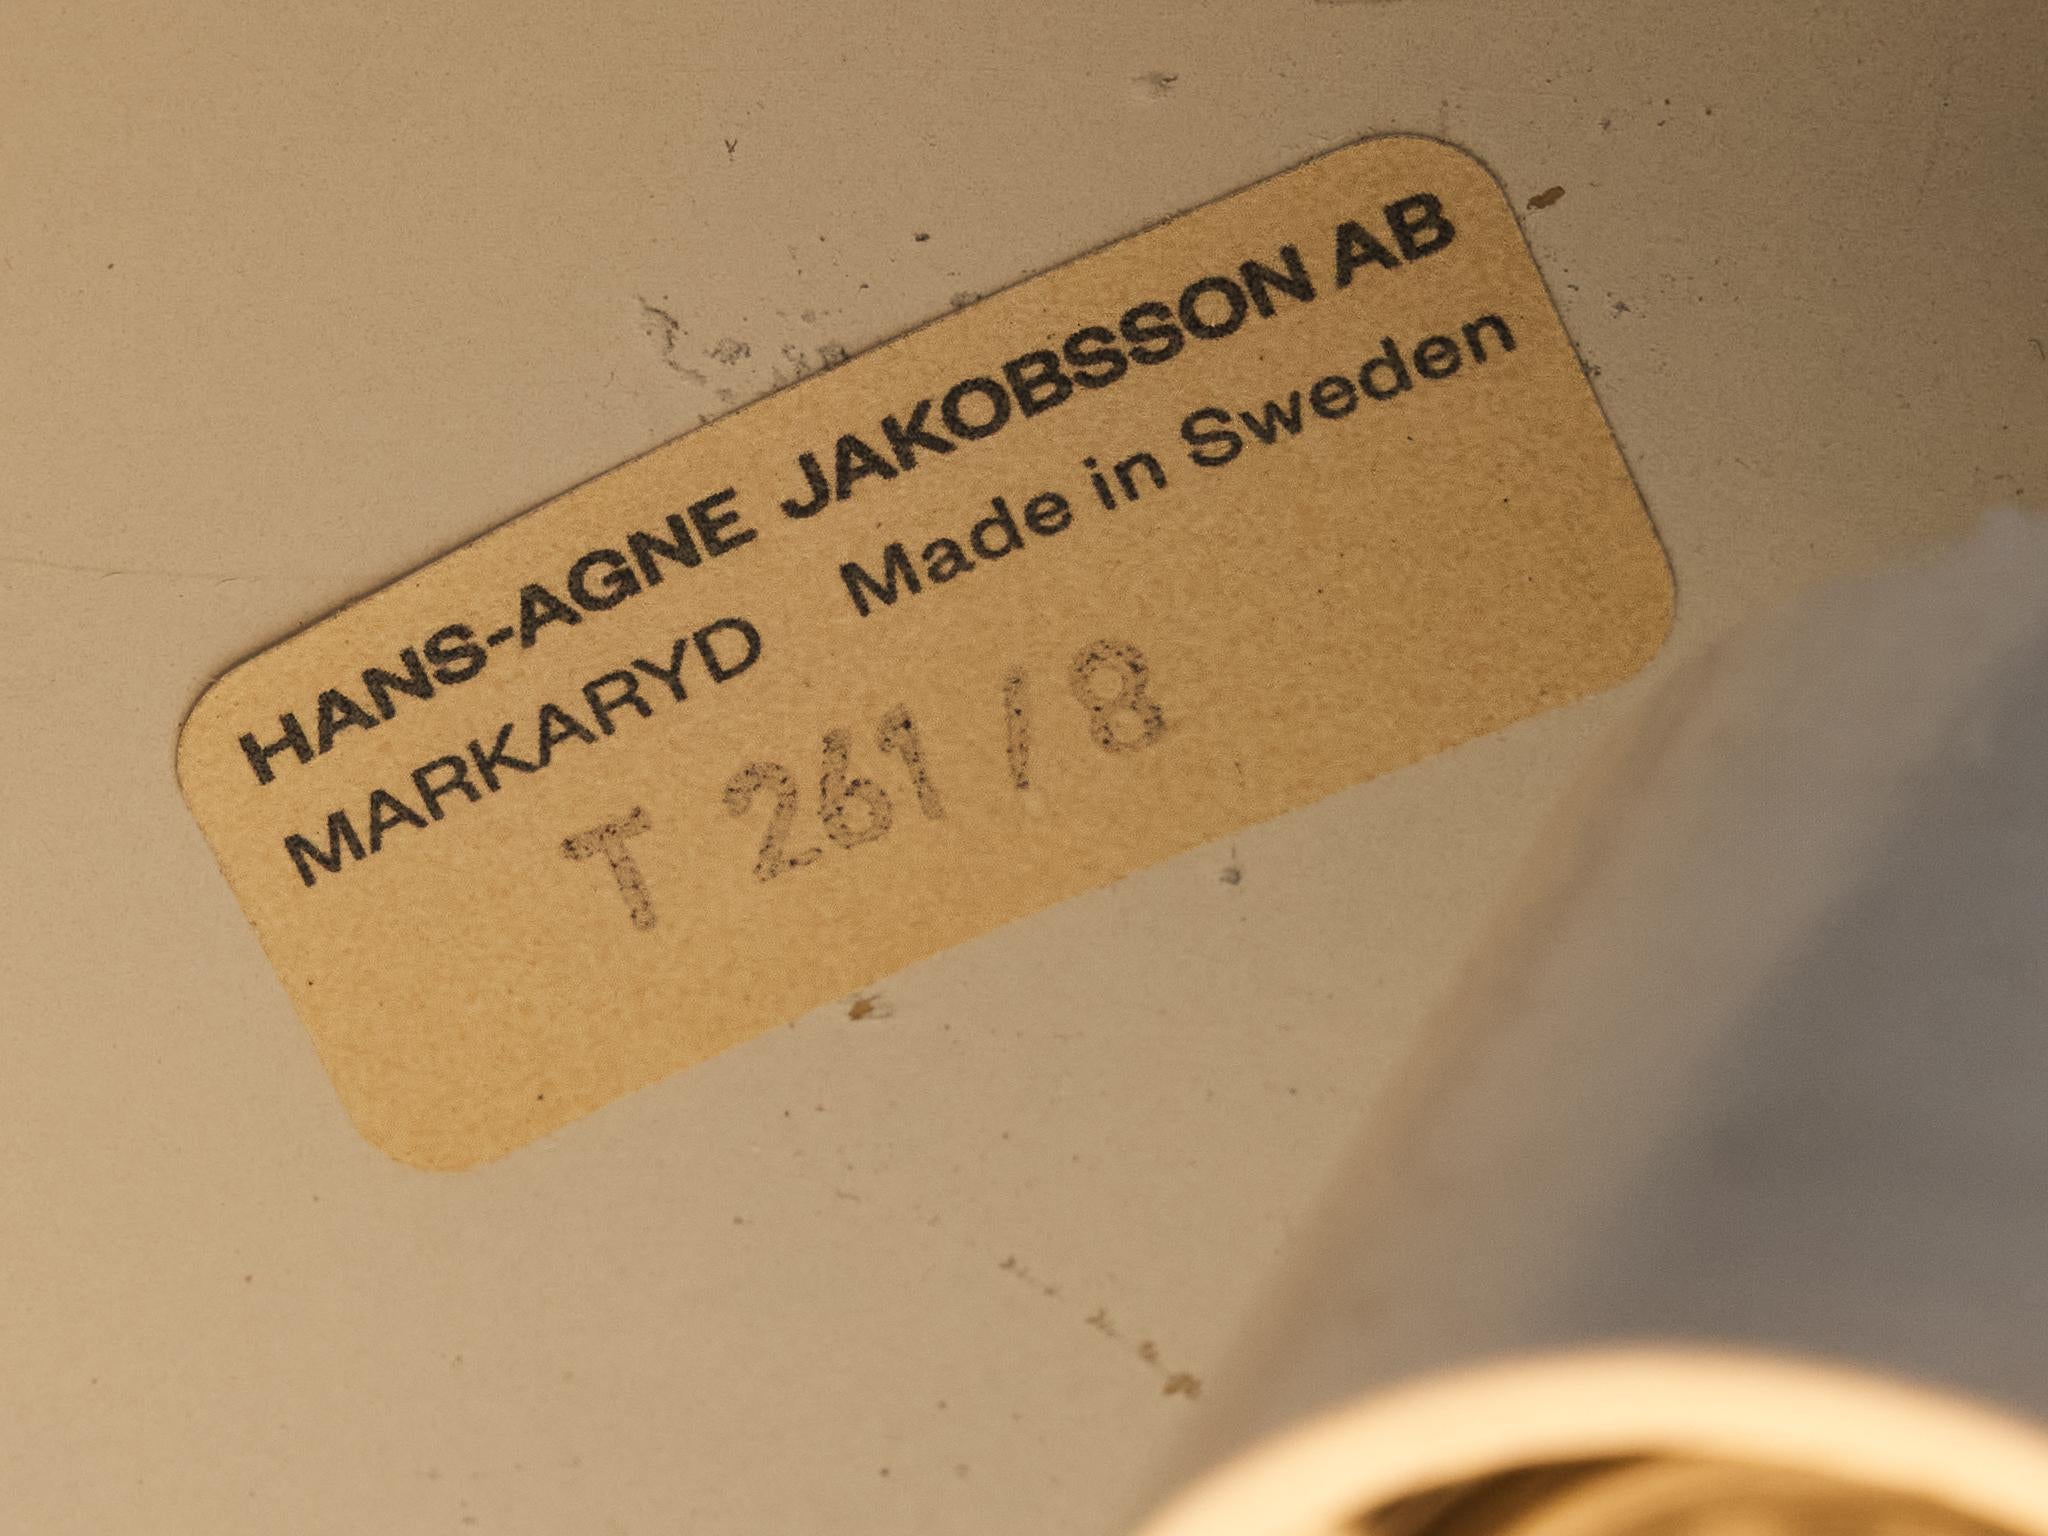 HANS-AGNE JAKOBSSON AB
MARKARYD Made in Sweden
T 261 / 8